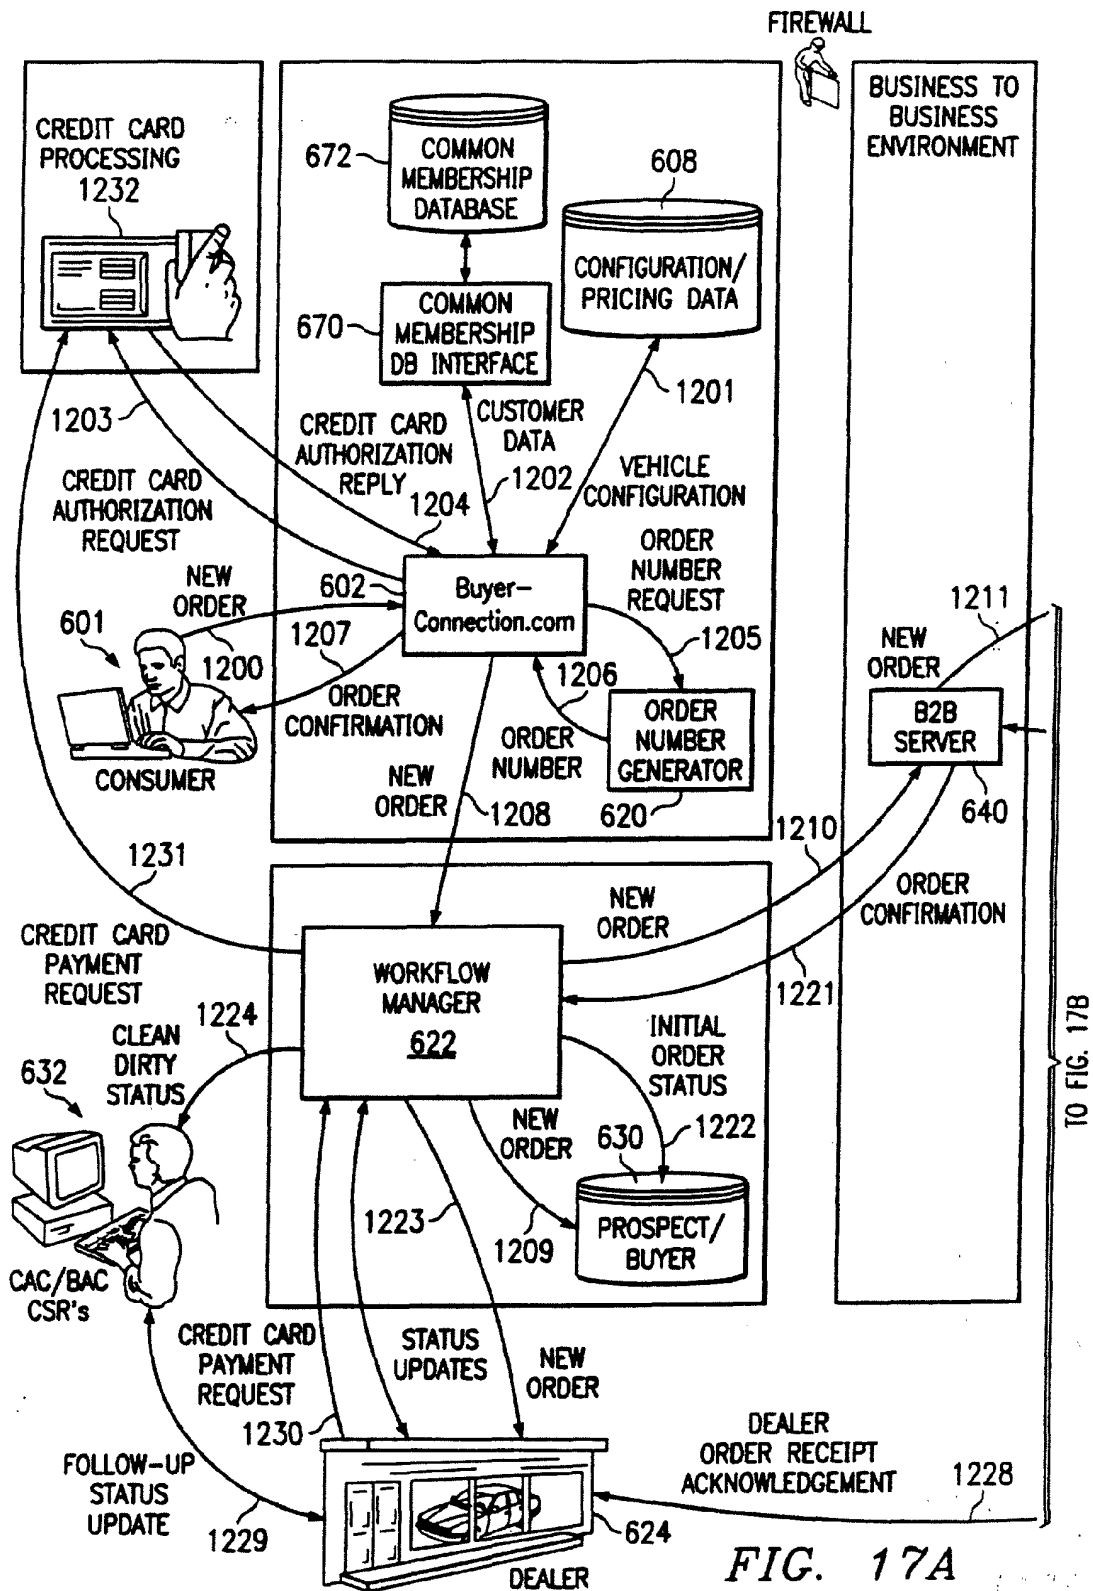 FIREWALL
CREDIT CARD
PROCESSING
1232
672
COMMON
MEMBERSHIP
DATABASE
608
CONFIGURATION/
PRICING DATA
BUSINESS TO
BUSINESS
ENVIRONMENT
670
COMMON
MEMBERSHIP
DB INTERFACE
1201
1203
CREDIT CARD
AUTHORIZATION
REPLY
1204
CUSTOMER
DATA
1202
VEHICLE
CONFIGURATION
CREDIT CARD
AUTHORIZATION
REQUEST
ORDER
NUMBER
REQUEST
1205
602
Buyer-
Connection.com
NEW
ORDER
1200
601
1207
ORDER
CONFIRMATION
CONSUMER
1206
ORDER
NUMBER
ORDER
NUMBER
GENERATOR
620
1211
NEW
ORDER
B2B
SERVER
640
NEW
ORDER
1208
1210
1231
NEW
ORDER
ORDER
CONFIRMATION
1221
CREDIT CARD
PAYMENT
REQUEST
WORKFLOW
MANAGER
622
1224
CLEAN
DIRTY
STATUS
632
INITIAL
ORDER
STATUS
1222
NEW
ORDER
630
1223
1209
PROSPECT/
BUYER
TO FIG. 17B
CAC/BAC
CSR's
CREDIT CARD
PAYMENT
REQUEST
1230
STATUS
UPDATES
NEW
ORDER
FOLLOW-UP
STATUS
UPDATE
1229
DEALER
ORDER RECEIPT
ACKNOWLEDGEMENT
1228
624
DEALER
FIG. 17A